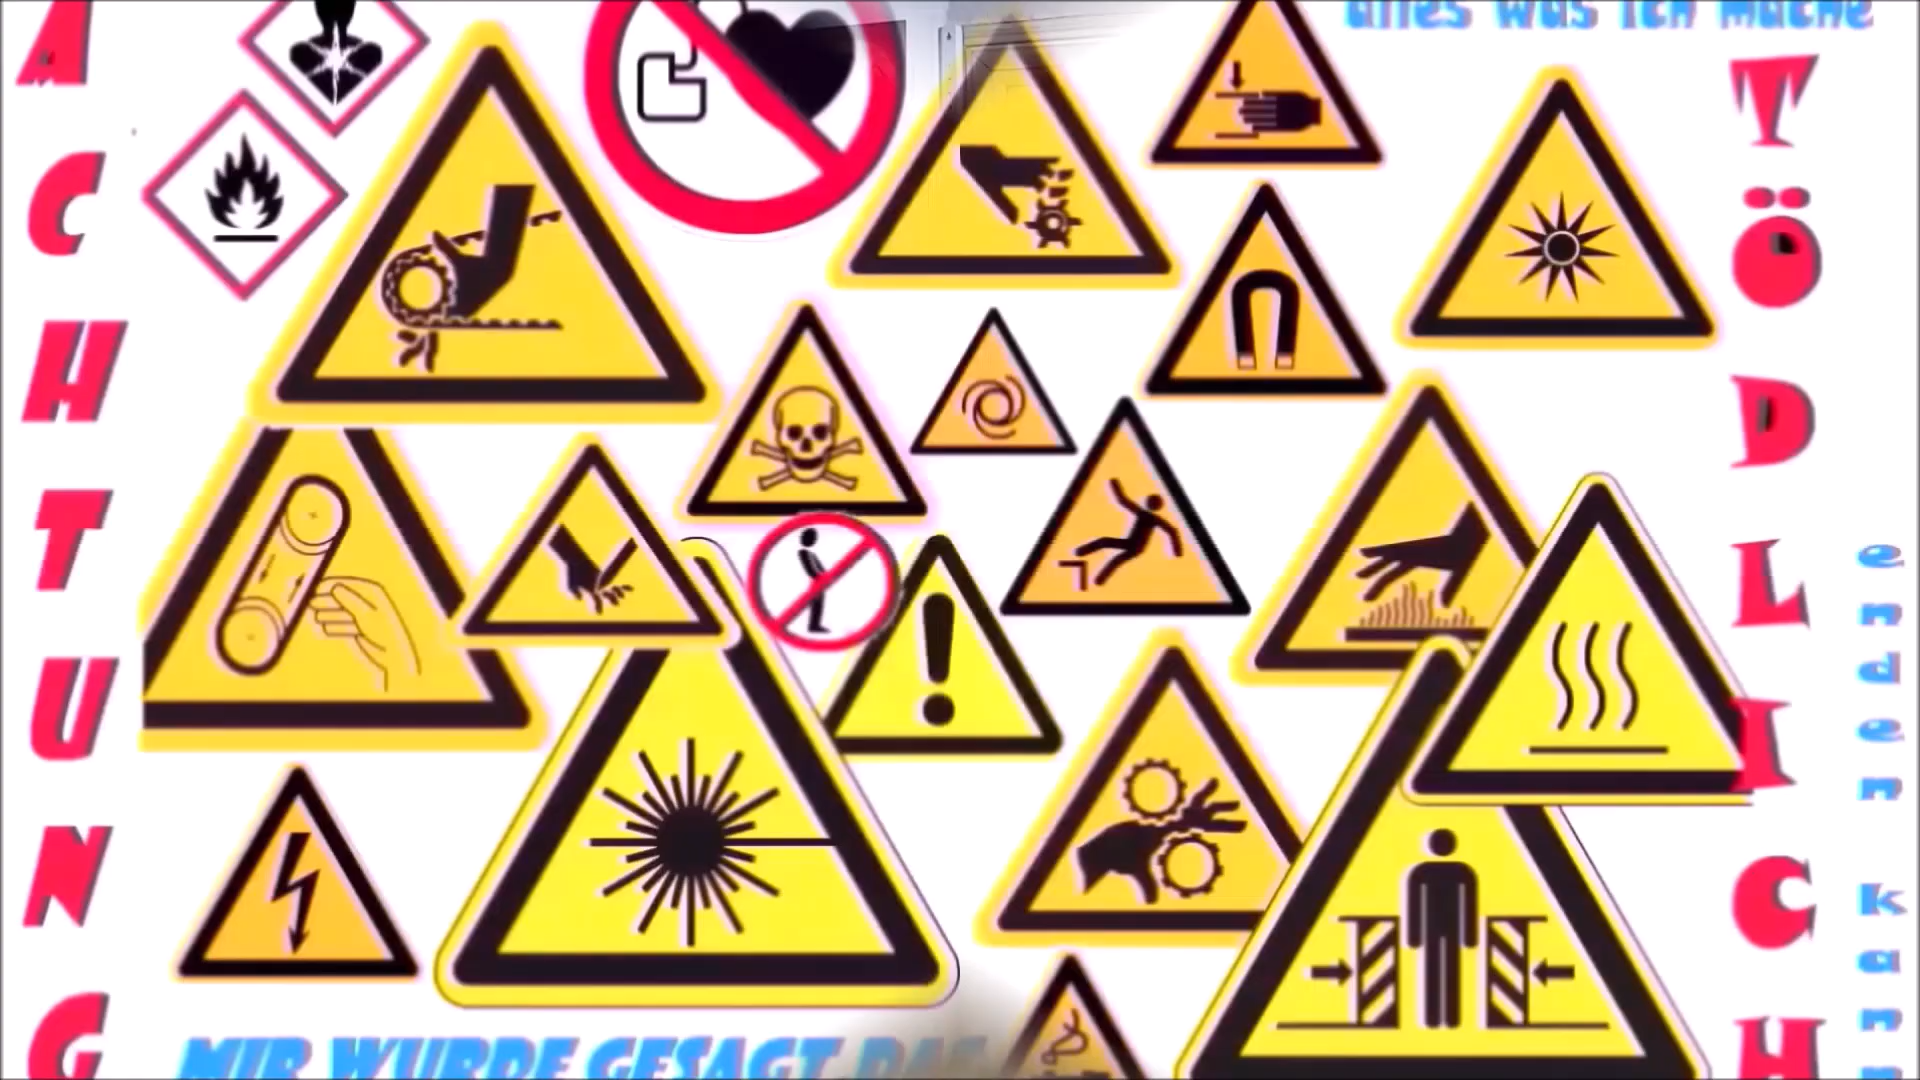 ACHTUNG
alles was ich mache
TÖDLICH
enden kann
MIR WURDE GESAGT